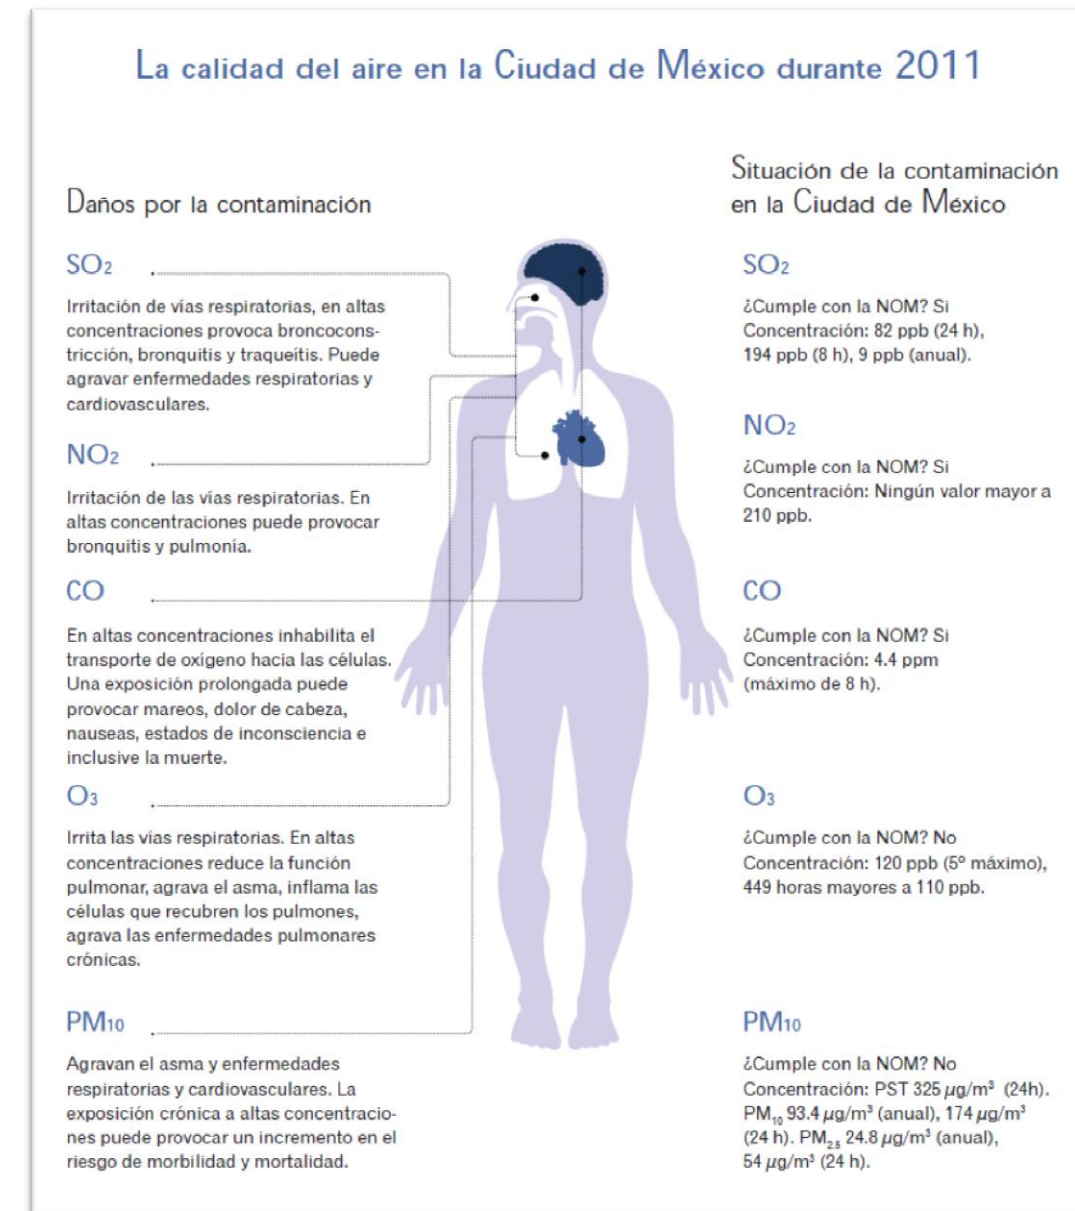 La calidad del aire en la Ciudad de México durante 2011
Daños por la contaminación
SO₂
Irritación de vías respiratorias, en altas
concentraciones provoca broncocons-
tricción, bronquitis y traqueítis. Puede
agravar enfermedades respiratorias y
cardiovasculares.
NO₂
Irritación de las vías respiratorias. En
altas concentraciones puede provocar
bronquitis y pulmonía.
CO
En altas concentraciones inhabilita el
transporte de oxígeno hacia las células.
Una exposición prolongada puede
provocar mareos, dolor de cabeza,
nauseas, estados de inconsciencia e
inclusive la muerte.
O₃
Irrita las vías respiratorias. En altas
concentraciones reduce la función
pulmonar, agrava el asma, inflama las
células que recubren los pulmones,
agrava las enfermedades pulmonares
crónicas.
PM₁₀
Agravan el asma y enfermedades
respiratorias y cardiovasculares. La
exposición crónica a altas concentracio-
nes puede provocar un incremento en el
riesgo de morbilidad y mortalidad.
Situación de la contaminación
en la Ciudad de México
SO₂
¿Cumple con la NOM? Si
Concentración: 82 ppb (24 h),
194 ppb (8 h), 9 ppb (anual).
NO₂
¿Cumple con la NOM? Si
Concentración: Ningún valor mayor a
210 ppb.
CO
¿Cumple con la NOM? Si
Concentración: 4.4 ppm
(máximo de 8 h).
O₃
¿Cumple con la NOM? No
Concentración: 120 ppb (5º máximo),
449 horas mayores a 110 ppb.
PM₁₀
¿Cumple con la NOM? No
Concentración: PST 325 µg/m³ (24h).
PM₁₀ 93.4 µg/m³ (anual), 174 µg/m³
(24 h). PM₂.₅ 24.8 µg/m³ (anual),
54 µg/m³ (24 h).